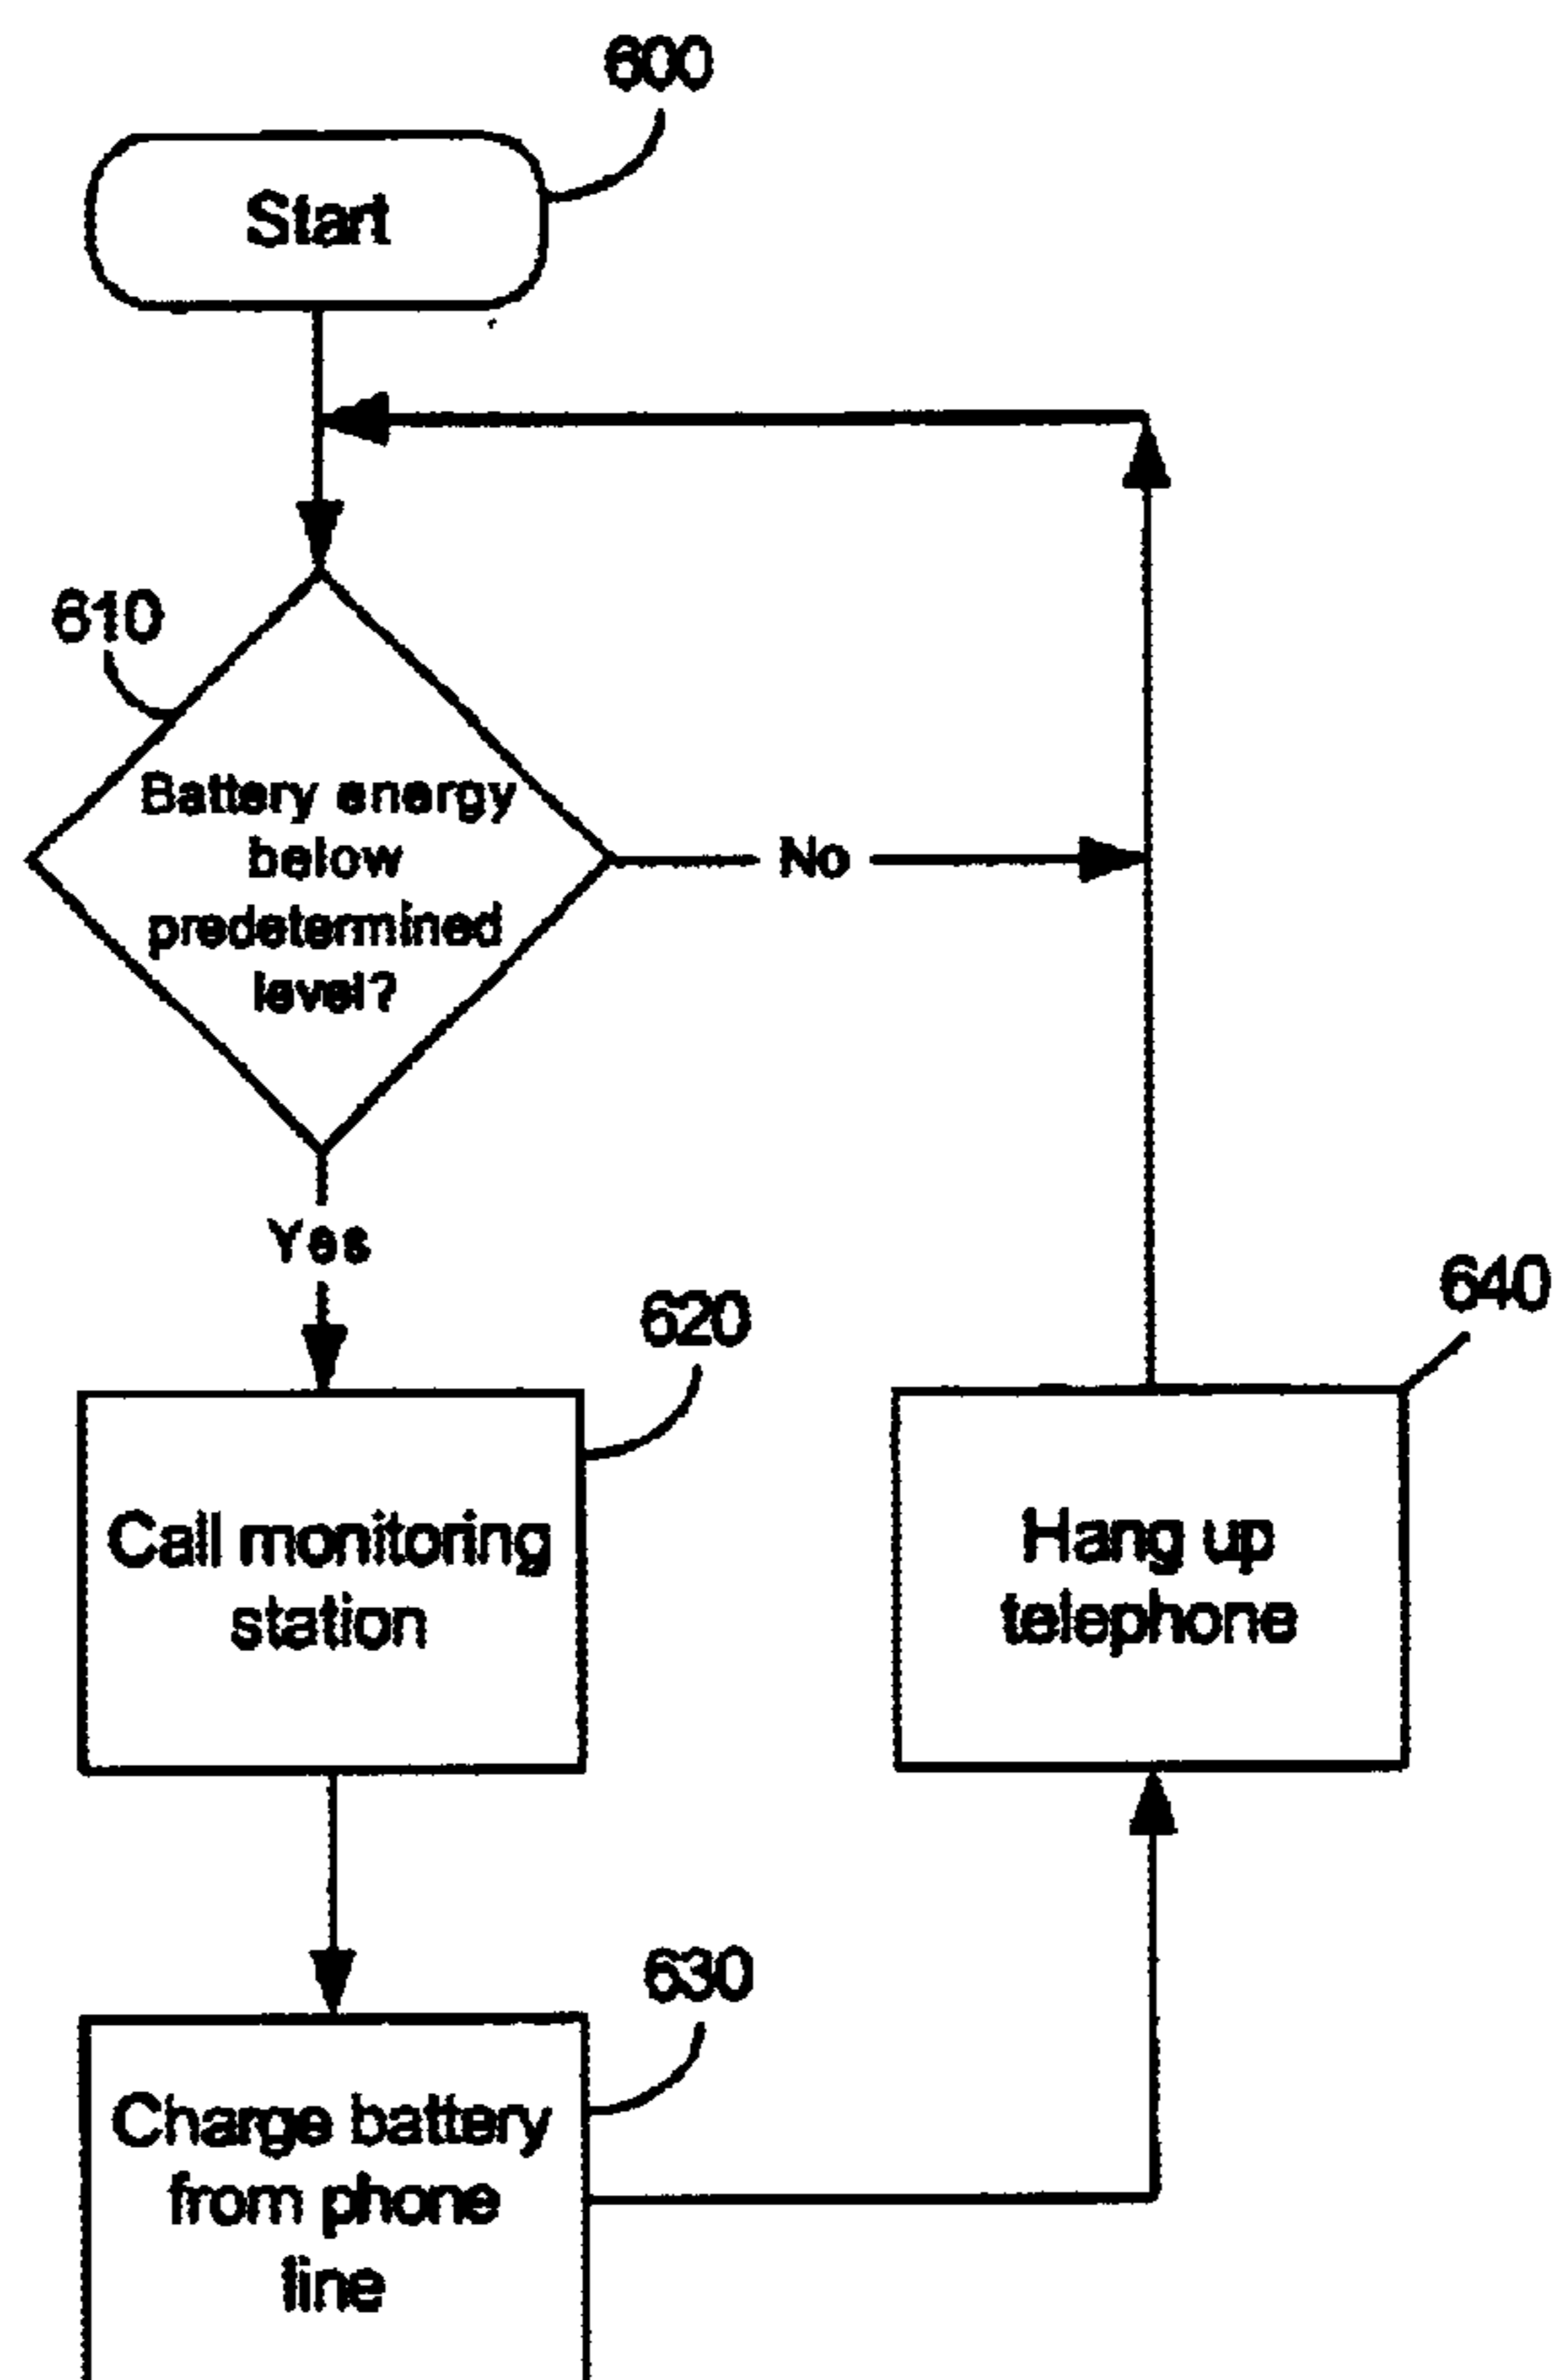 600
Start
610
Battery energy
below
predetermined
level?
No
Yes
620
640
Call monitoring
station
Hang up
telephone
630
Charge battery
from phone
line